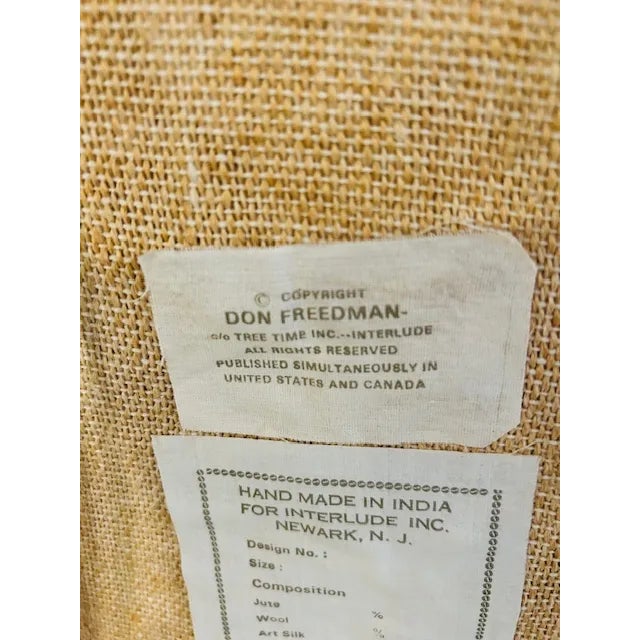 © COPYRIGHT
DON FREEDMAN-
c/o TREE TIME INC.--INTERLUDE
ALL RIGHTS RESERVED
PUBLISHED SIMULTANEOUSLY IN
UNITED STATES AND CANADA
HAND MADE IN INDIA
FOR INTERLUDE INC.
NEWARK, N. J.
Design No. :
Size :
Composition
Jute %
Wool %
Art Silk %